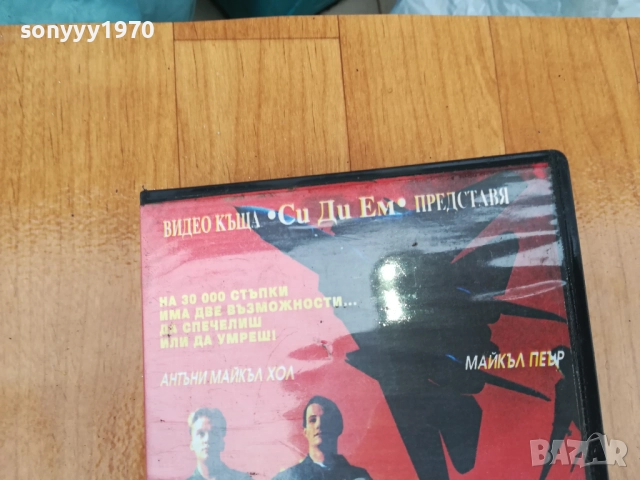 sonyyy1970
ВИДЕО КЪЩА •Си Ди Ем• ПРЕДСТАВЯ
НА 30 000 СТЪПКИ
ИМА ДВЕ ВЪЗМОЖНОСТИ...
ДА СПЕЧЕЛИШ
ИЛИ ДА УМРЕШ!
АНТЪНИ МАЙКЪЛ ХОЛ
МАЙКЪЛ ПЕЪР
bazar